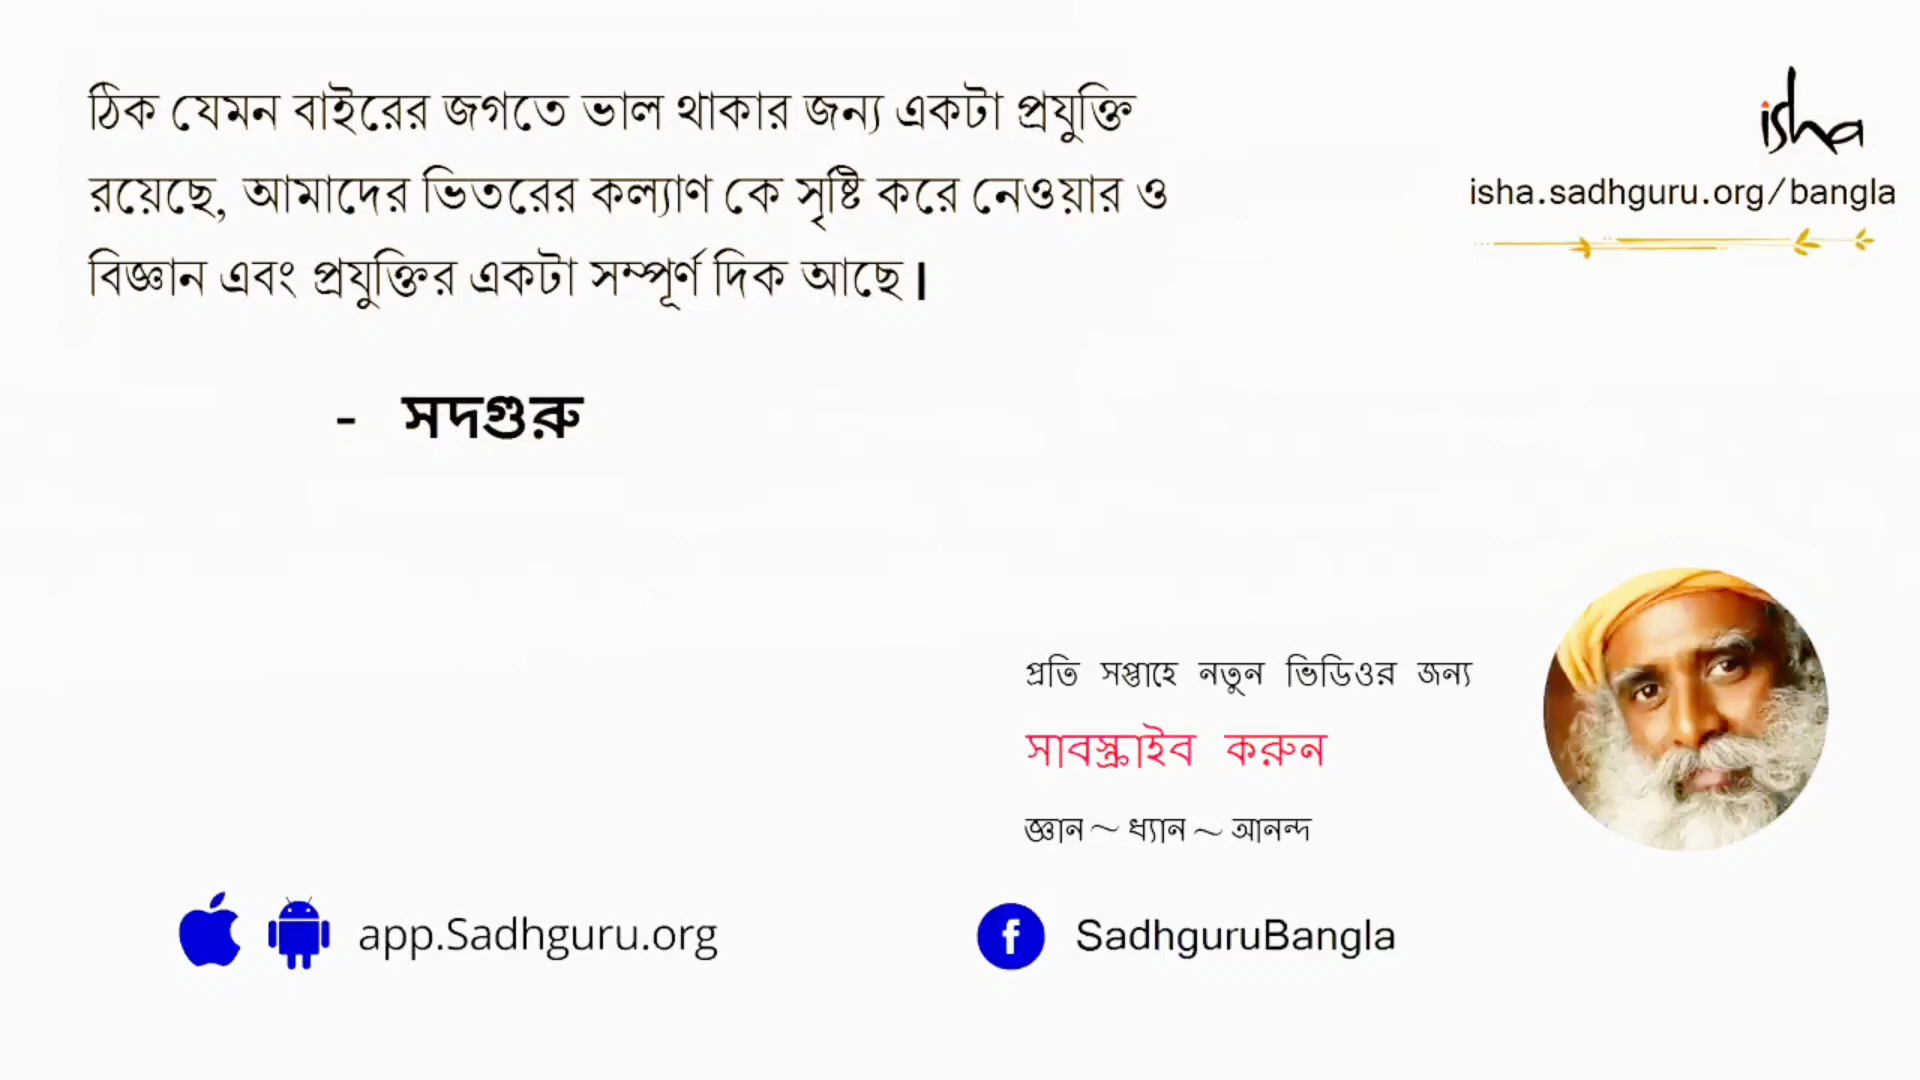 ঠিক যেমন বাইরের জগতে ভাল থাকার জন্য একটা প্রযুক্তি
রয়েছে, আমাদের ভিতরের কল্যাণ কে সৃষ্টি করে নেওয়ার ও
বিজ্ঞান এবং প্রযুক্তির একটা সম্পূর্ণ দিক আছে।
- সদগুরু
isha
isha.sadhguru.org/bangla
প্রতি সপ্তাহে নতুন ভিডিওর জন্য
সাবস্ক্রাইব করুন
জ্ঞান ~ ধ্যান ~ আনন্দ
app.Sadhguru.org
f SadhguruBangla